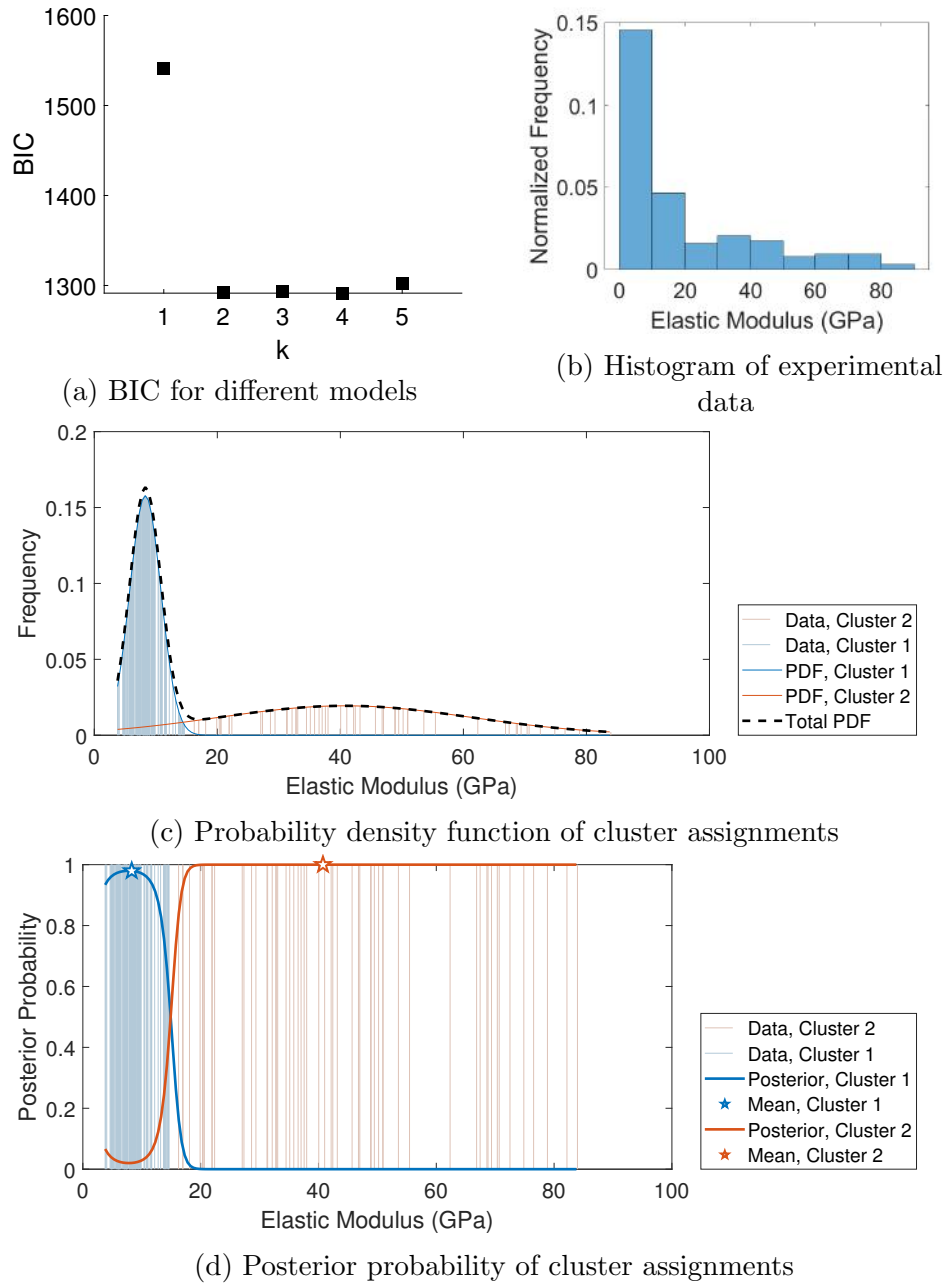 1600
1500
1400
1300
BIC
1 2 3 4 5
k
(a) BIC for different models
0.15
0.1
0.05
0
Normalized Frequency
0 20 40 60 80
Elastic Modulus (GPa)
(b) Histogram of experimental
data
0.2
0.15
0.1
0.05
0
Frequency
0 20 40 60 80 100
Elastic Modulus (GPa)
Data, Cluster 2
Data, Cluster 1
PDF, Cluster 1
PDF, Cluster 2
Total PDF
(c) Probability density function of cluster assignments
1
0.8
0.6
0.4
0.2
0
Posterior Probability
0 20 40 60 80 100
Elastic Modulus (GPa)
Data, Cluster 2
Data, Cluster 1
Posterior, Cluster 1
Mean, Cluster 1
Posterior, Cluster 2
Mean, Cluster 2
(d) Posterior probability of cluster assignments